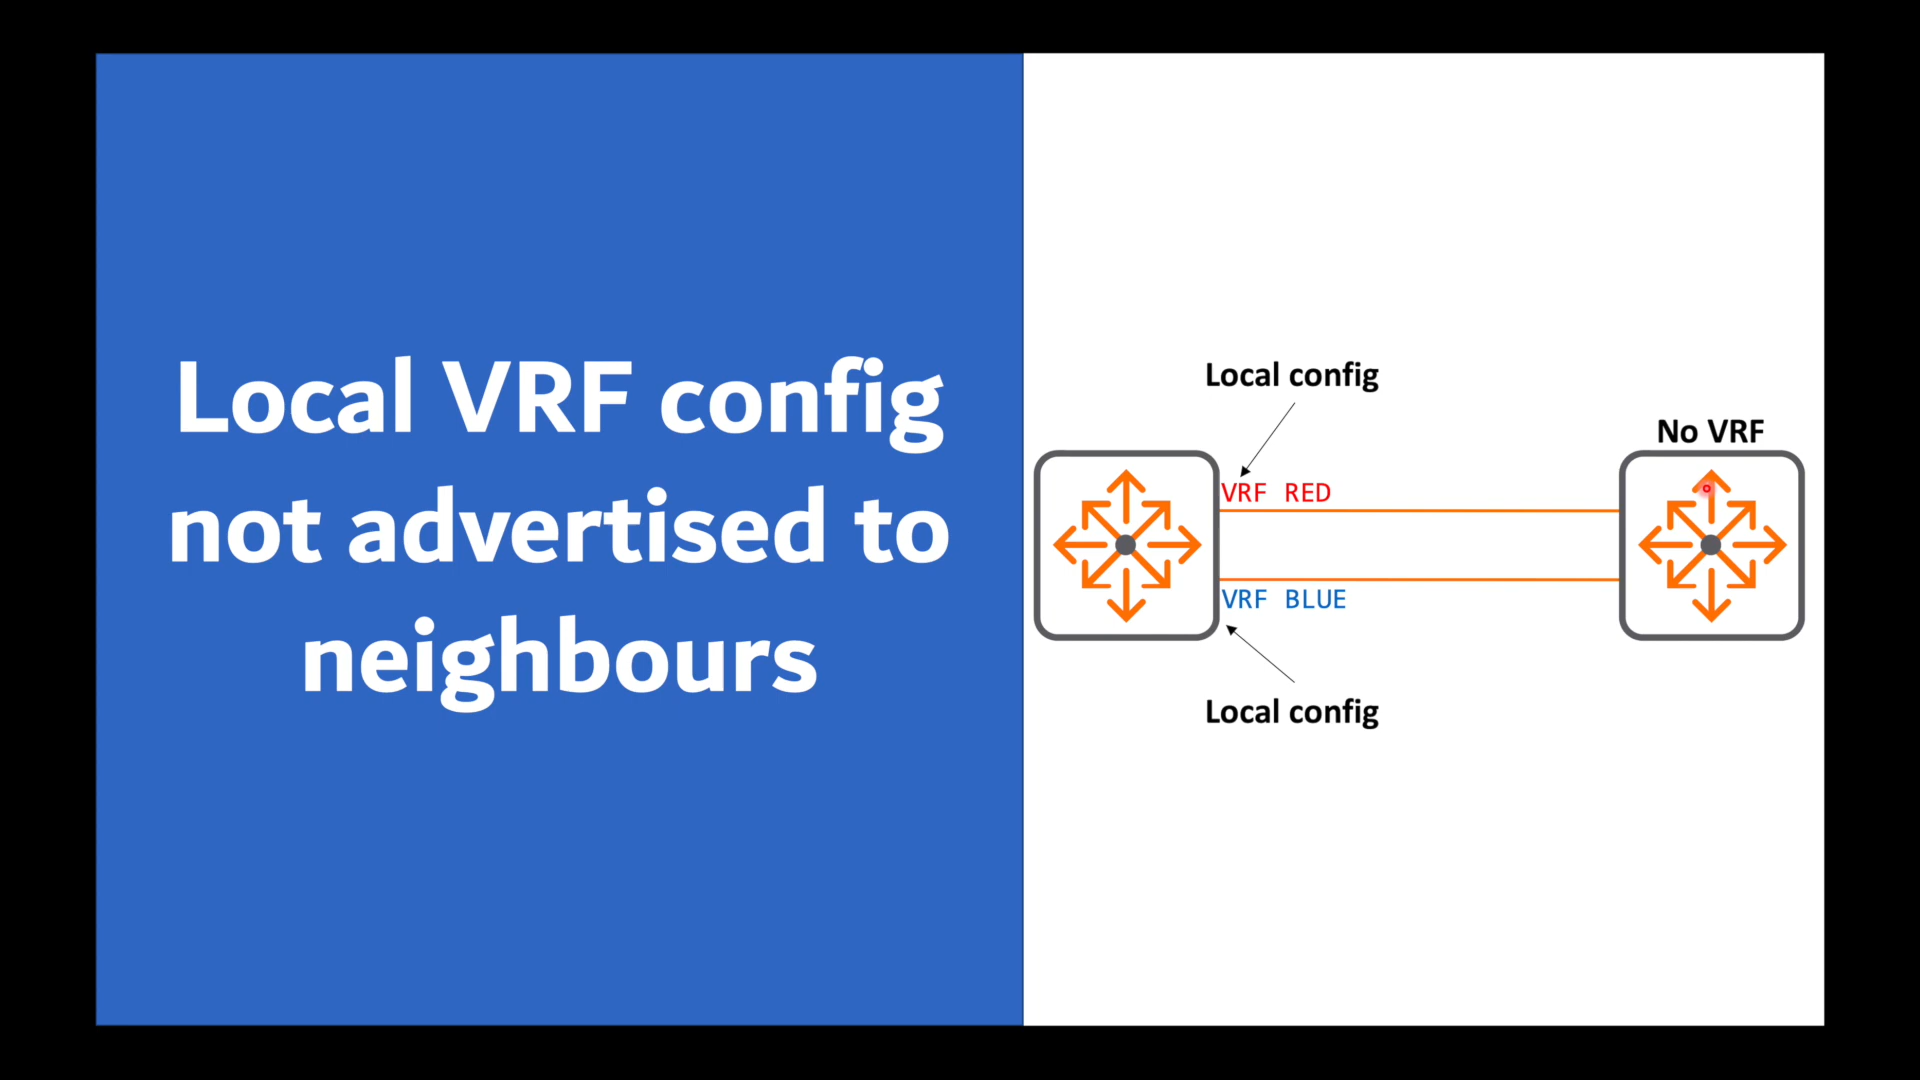 Local VRF config
not advertised to
neighbours
Local config
No VRF
VRF RED
VRF BLUE
Local config